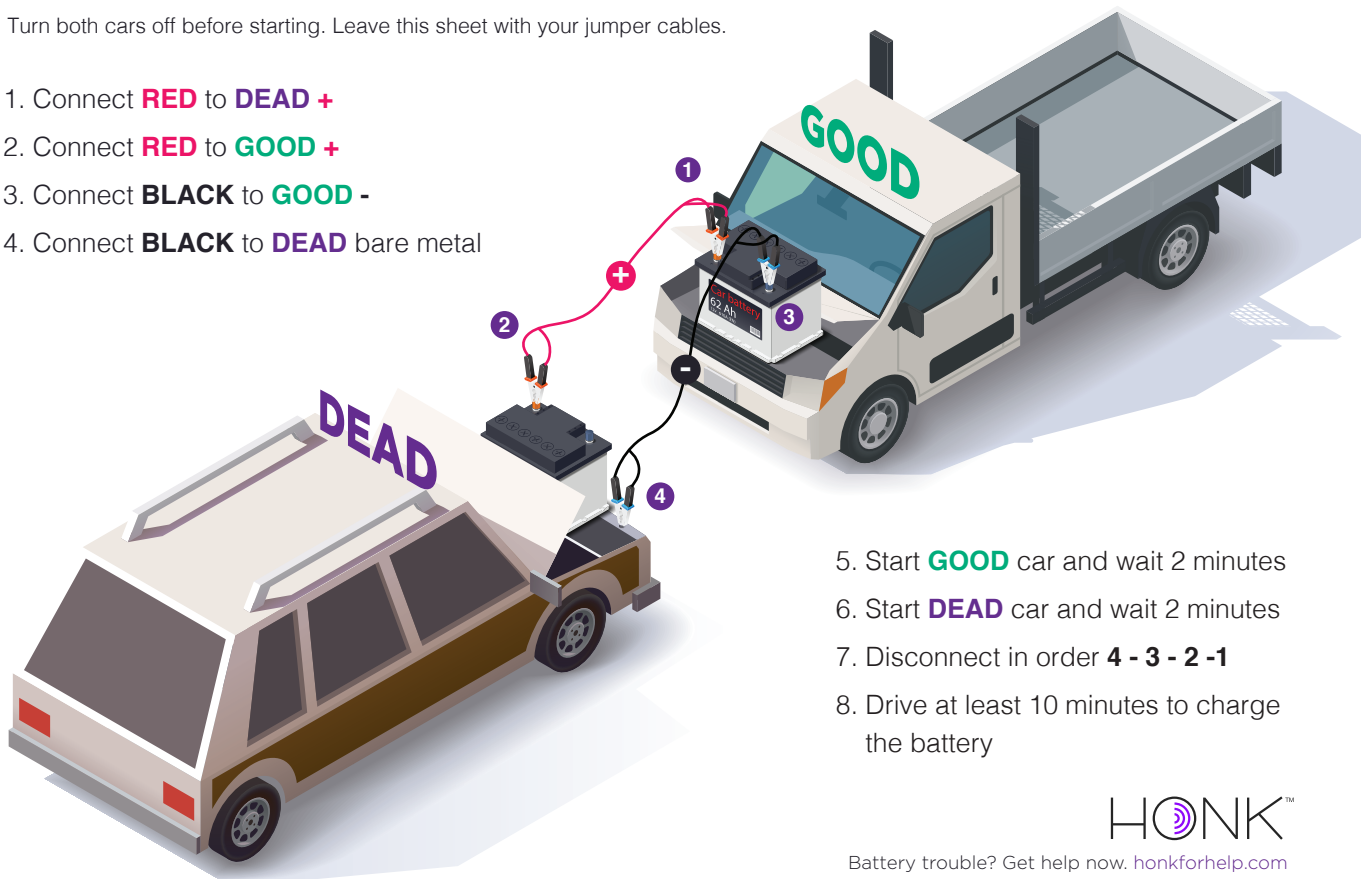 Turn both cars off before starting. Leave this sheet with your jumper cables.
1. Connect RED to DEAD +
2. Connect RED to GOOD +
3. Connect BLACK to GOOD -
4. Connect BLACK to DEAD bare metal
GOOD
1
+
Car battery
62 Ah
3
2
-
DEAD
4
5. Start GOOD car and wait 2 minutes
6. Start DEAD car and wait 2 minutes
7. Disconnect in order 4 - 3 - 2 -1
8. Drive at least 10 minutes to charge
the battery
HONK™
Battery trouble? Get help now. honkforhelp.com